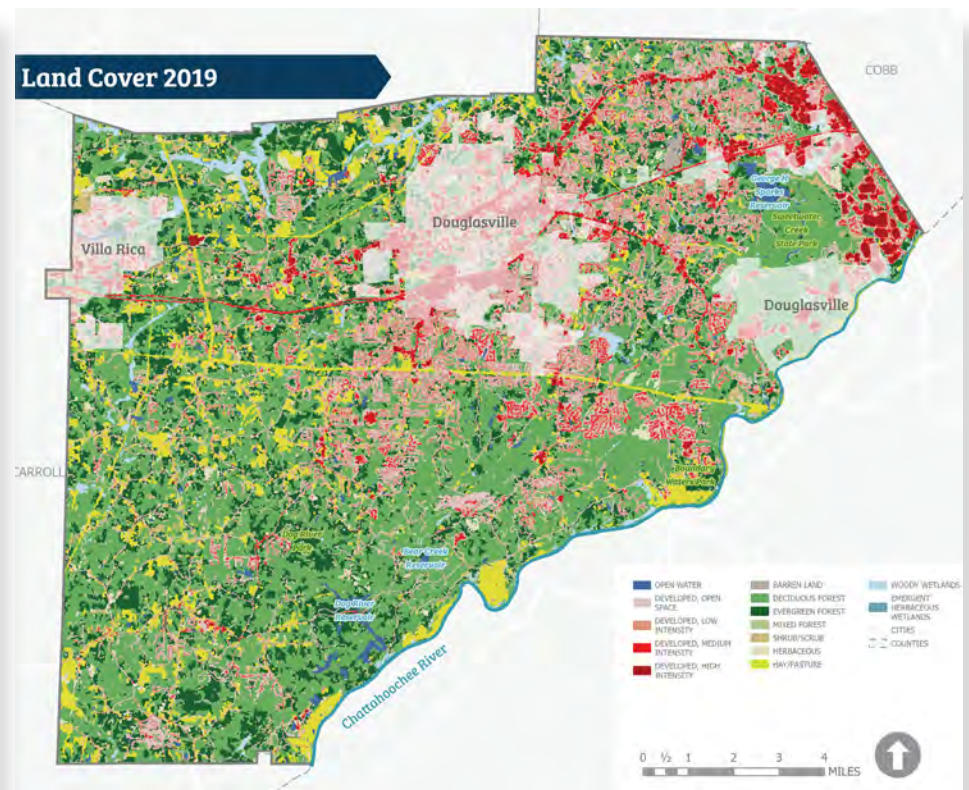 Land Cover 2019
COBB
George H
Sparks
Reservoir
Sweetwater
Creek
State Park
Douglasville
Villa Rica
Douglasville
CARROLL
Boundary
Waters Park
Dog River
Park
Bear Creek
Reservoir
Dog River
Reservoir
Chattahoochee River
OPEN WATER
DEVELOPED, OPEN
SPACE
DEVELOPED, LOW
INTENSITY
DEVELOPED, MEDIUM
INTENSITY
DEVELOPED, HIGH
INTENSITY
BARREN LAND
DECIDUOUS FOREST
EVERGREEN FOREST
MIXED FOREST
SHRUB/SCRUB
HERBACEOUS
HAY/PASTURE
WOODY WETLANDS
EMERGENT
HERBACEOUS
WETLANDS
CITIES
COUNTIES
0 ½ 1 2 3 4
MILES